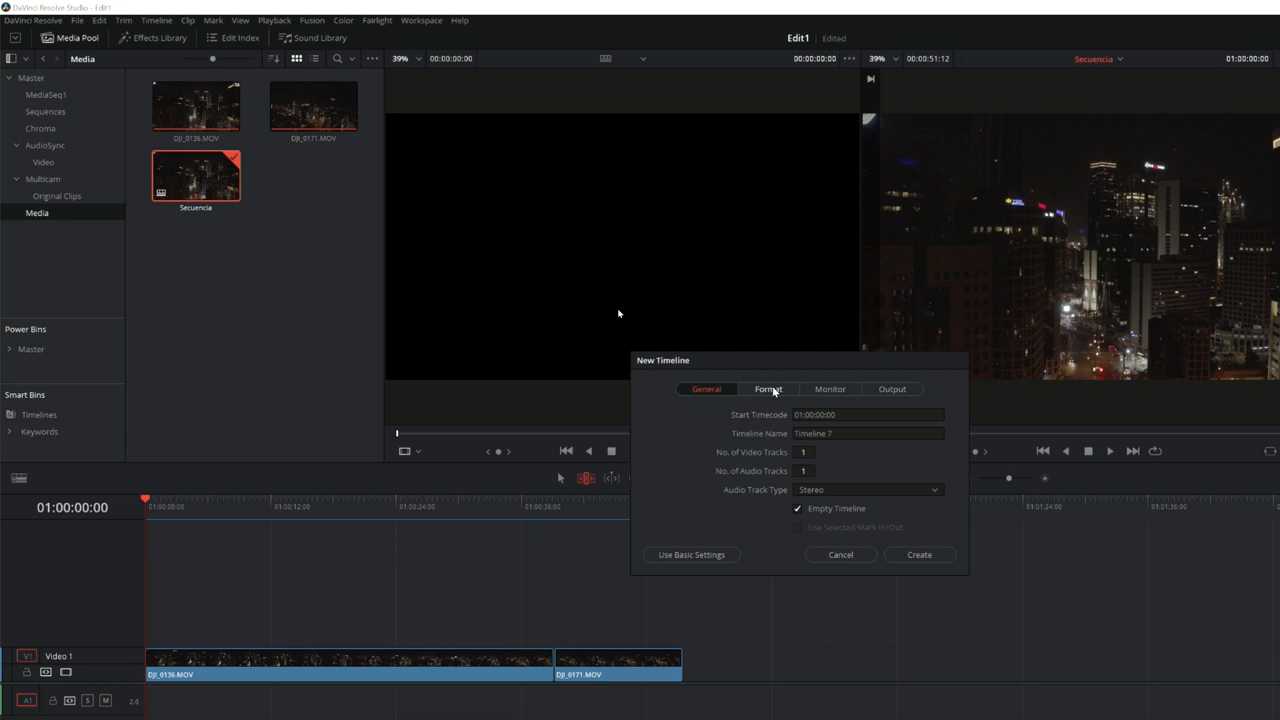 DaVinci Resolve Studio - Edit1
DaVinci Resolve File Edit Trim Timeline Clip Mark View Playback Fusion Color Fairlight Workspace Help
Media Pool Effects Library Edit Index Sound Library Edit1 Edited
Media 39% 00:00:00:00 00:00:00:00 39% 00:00:51:12 Secuencia 01:00:00:00
Master
MediaSeq1
Sequences
Chroma
AudioSync
Video
Multicam
Original Clips
Media
DJI_0136.MOV DJI_0171.MOV
Secuencia
Power Bins
Master
Smart Bins
Timelines
Keywords
New Timeline
General Format Monitor Output
Start Timecode 01:00:00:00
Timeline Name Timeline 7
No. of Video Tracks 1
No. of Audio Tracks 1
Audio Track Type Stereo
Empty Timeline
Use Selected Mark In/Out
Use Basic Settings Cancel Create
01:00:00:00 01:00:00:00 01:00:12:00 01:00:24:00 01:00:36:00 01:01:24:00 01:01:36:00
V1 Video 1
DJI_0136.MOV DJI_0171.MOV
A1 S M 2.0